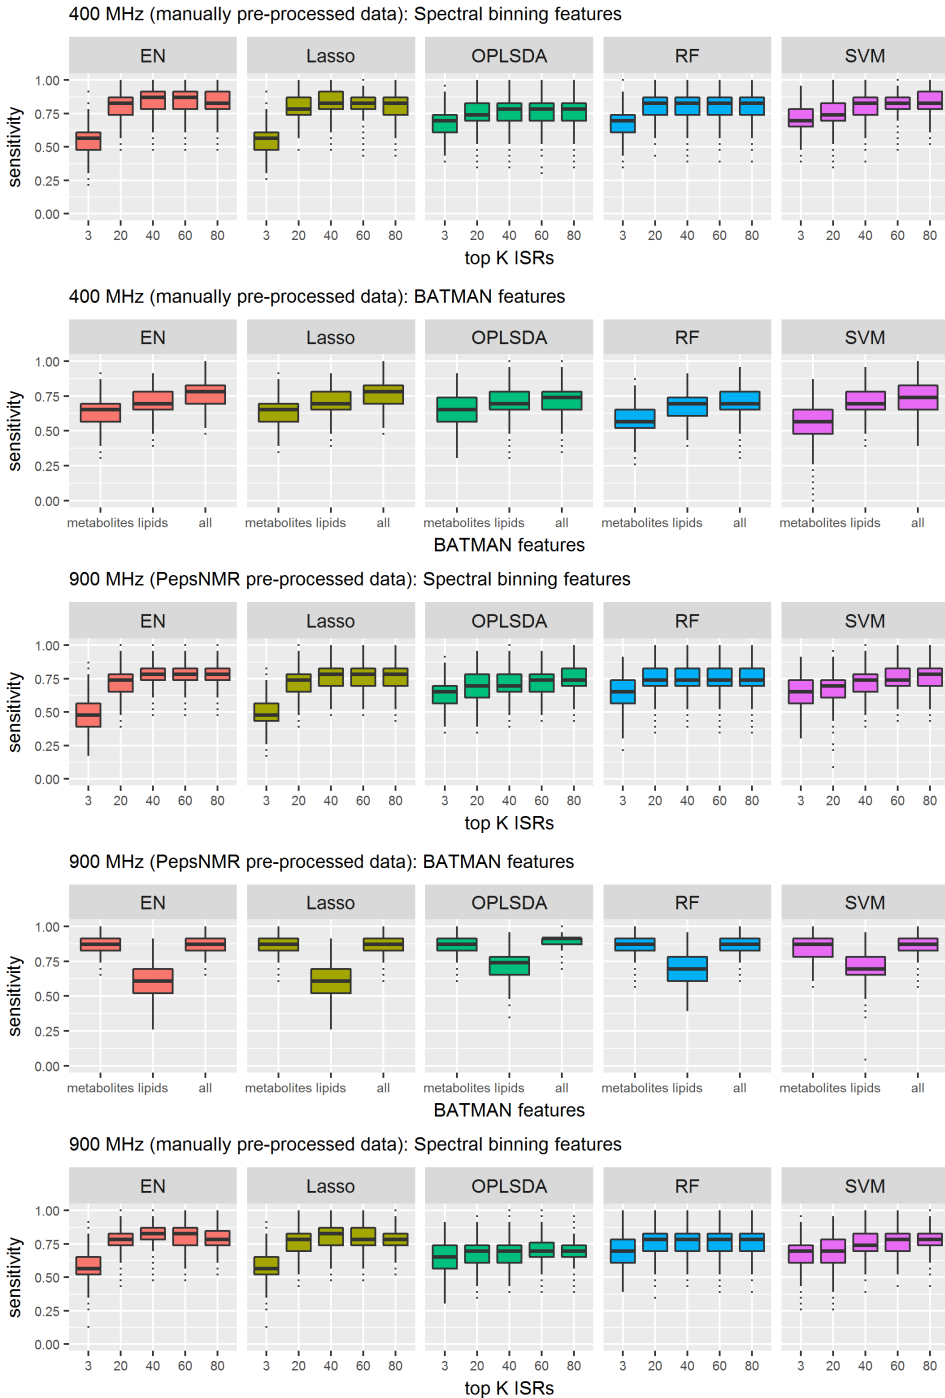 400 MHz (manually pre-processed data): Spectral binning features
EN Lasso OPLSDA RF SVM
1.00
0.75
0.50
0.25
0.00
sensitivity
3 20 40 60 80 3 20 40 60 80 3 20 40 60 80 3 20 40 60 80 3 20 40 60 80
top K ISRs
400 MHz (manually pre-processed data): BATMAN features
EN Lasso OPLSDA RF SVM
1.00
0.75
0.50
0.25
0.00
sensitivity
metabolites lipids all metabolites lipids all metabolites lipids all metabolites lipids all metabolites lipids all
BATMAN features
900 MHz (PepsNMR pre-processed data): Spectral binning features
EN Lasso OPLSDA RF SVM
1.00
0.75
0.50
0.25
0.00
sensitivity
3 20 40 60 80 3 20 40 60 80 3 20 40 60 80 3 20 40 60 80 3 20 40 60 80
top K ISRs
900 MHz (PepsNMR pre-processed data): BATMAN features
EN Lasso OPLSDA RF SVM
1.00
0.75
0.50
0.25
0.00
sensitivity
metabolites lipids all metabolites lipids all metabolites lipids all metabolites lipids all metabolites lipids all
BATMAN features
900 MHz (manually pre-processed data): Spectral binning features
EN Lasso OPLSDA RF SVM
1.00
0.75
0.50
0.25
0.00
sensitivity
3 20 40 60 80 3 20 40 60 80 3 20 40 60 80 3 20 40 60 80 3 20 40 60 80
top K ISRs